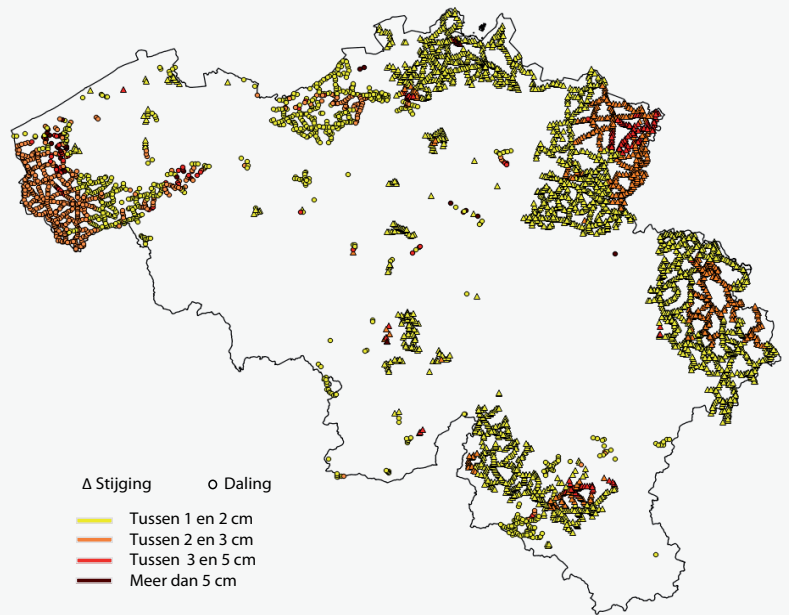 Δ Stijging o Daling
Tussen 1 en 2 cm
Tussen 2 en 3 cm
Tussen 3 en 5 cm
Meer dan 5 cm